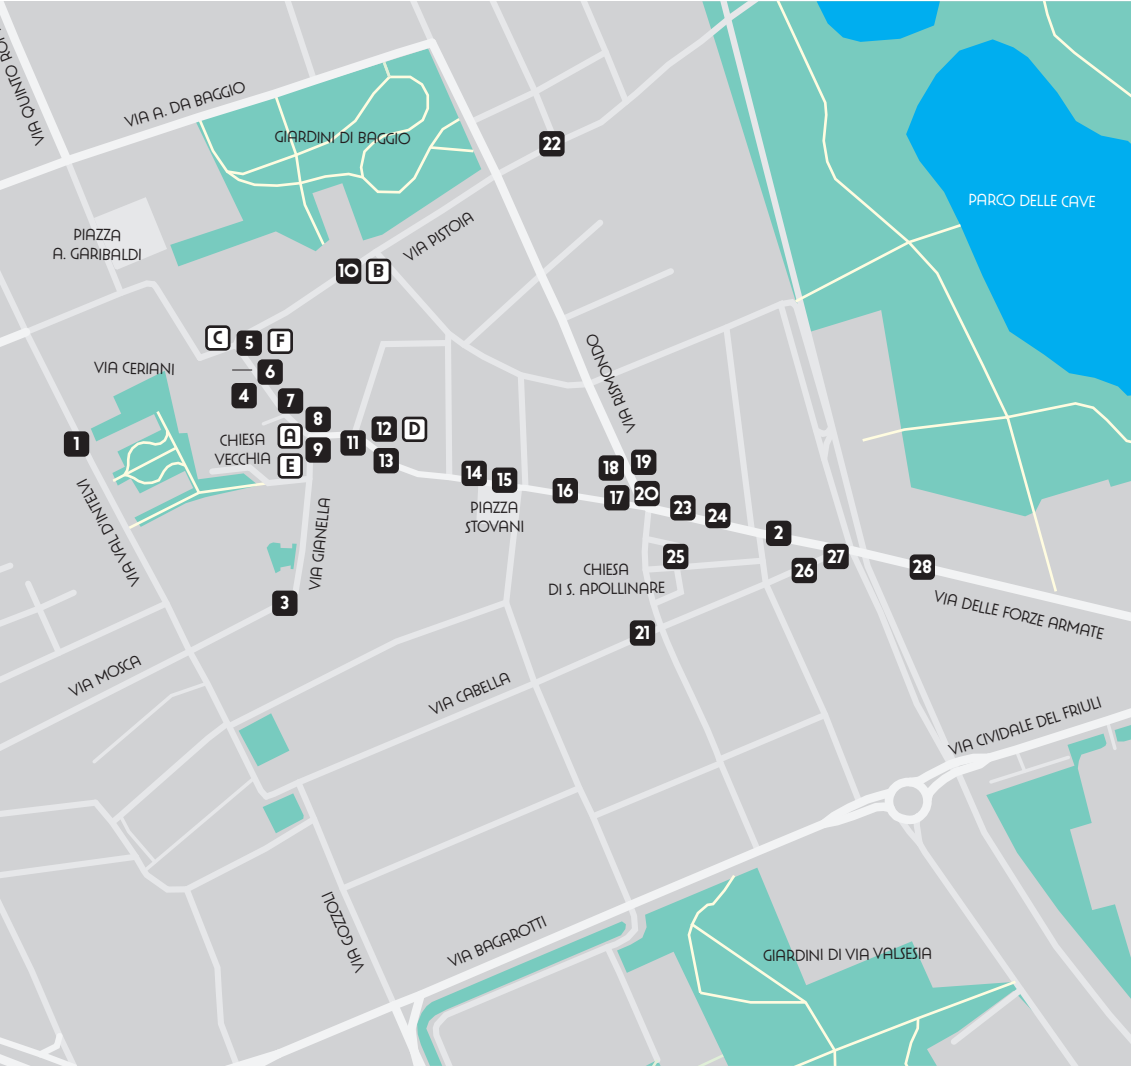 VIA QUINTO RO
VIA A. DA BAGGIO
GIARDINI DI BAGGIO
22
PARCO DELLE CAVE
PIAZZA
A. GARIBALDI
VIA PISTOIA
10 B
C 5 F
VIA CERIANI
6
4
7
VIA RISMONDO
8
12 D
A
11
1
CHIESA
VECCHIA
9
13
E
14
15
18
19
16
17
20
VIA VAL D'INTELVI
PIAZZA
STOVANI
23
24
2
VIA GIANELLA
25
27
26
28
CHIESA
DI S. APOLLINARE
3
21
VIA DELLE FORZE ARMATE
VIA MOSCA
VIA CABELLA
VIA CIVIDALE DEL FRIULI
VIA GOZZOLI
VIA BAGAROTTI
GIARDINI DI VIA VALSESIA